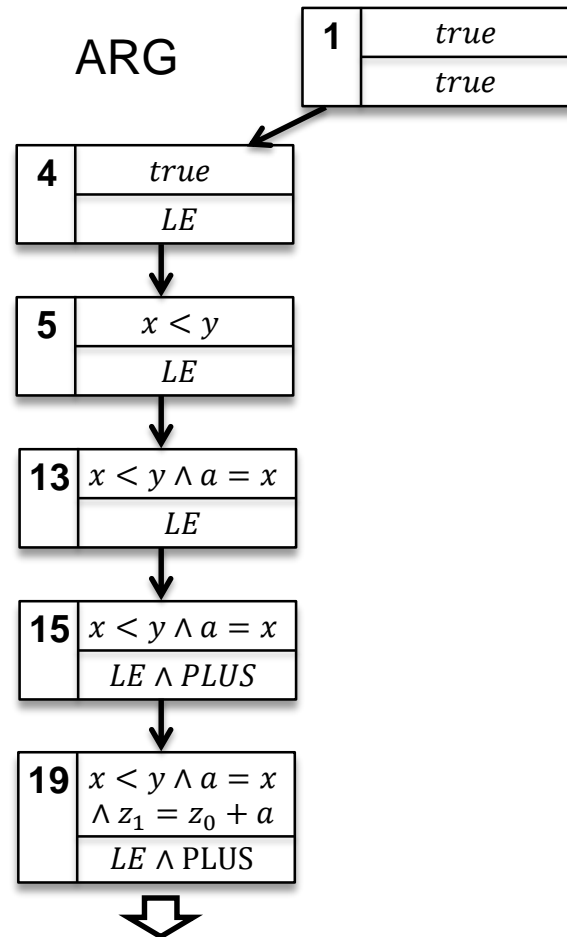 ARG
1
true
true
4
true
LE
5
x < y
LE
13
x < y ∧ a = x
LE
15
x < y ∧ a = x
LE ∧ PLUS
19
x < y ∧ a = x
∧ z₁ = z₀ + a
LE ∧ PLUS